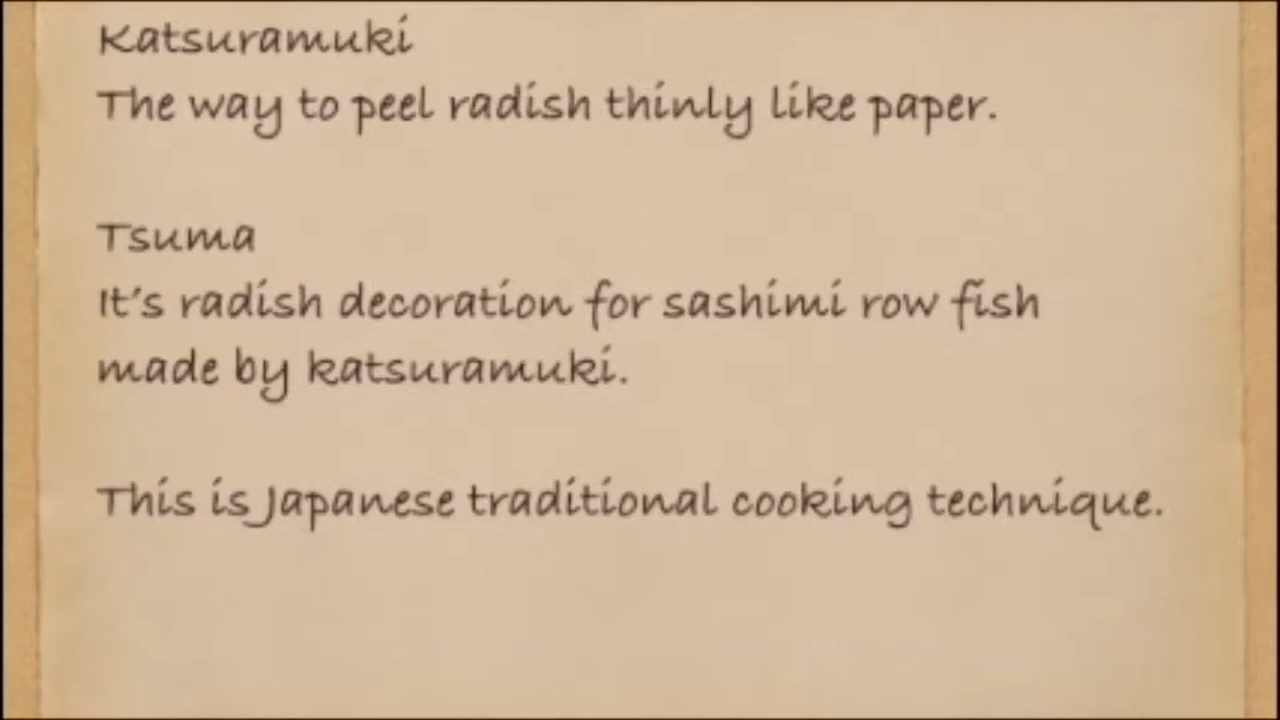 Katsuramuki
The way to peel radish thinly like paper.
Tsuma
It's radish decoration for sashimi row fish
made by katsuramuki.
This is Japanese traditional cooking technique.